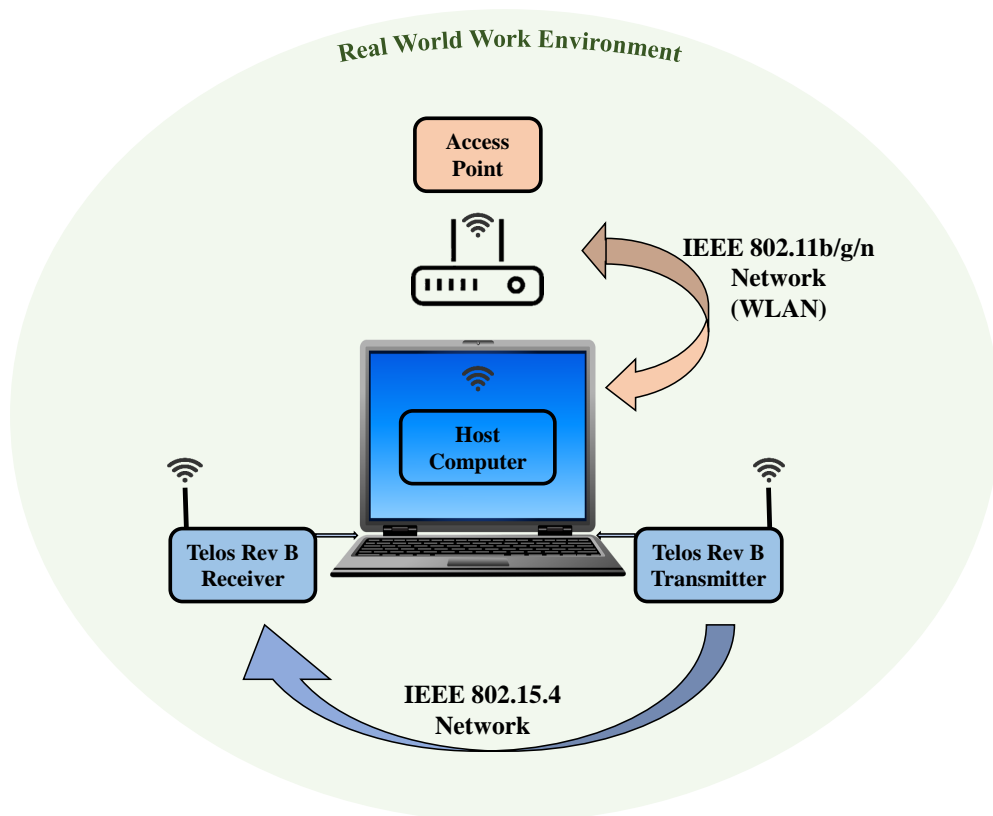 Real World Work Environment
Access
Point
IEEE 802.11b/g/n
Network
(WLAN)
Host
Computer
Telos Rev B
Receiver
Telos Rev B
Transmitter
IEEE 802.15.4
Network